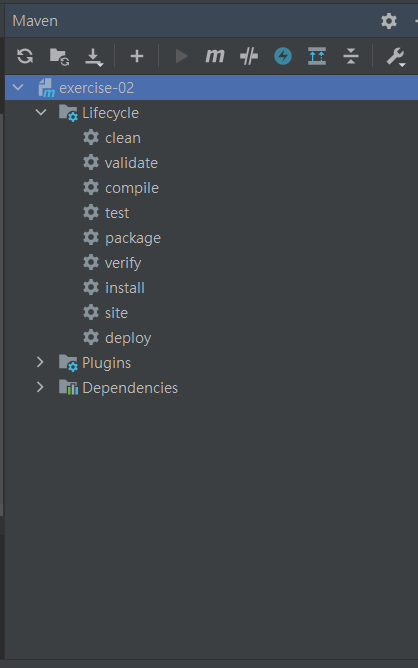 Maven
m
exercise-02
Lifecycle
clean
validate
compile
test
package
verify
install
site
deploy
Plugins
Dependencies